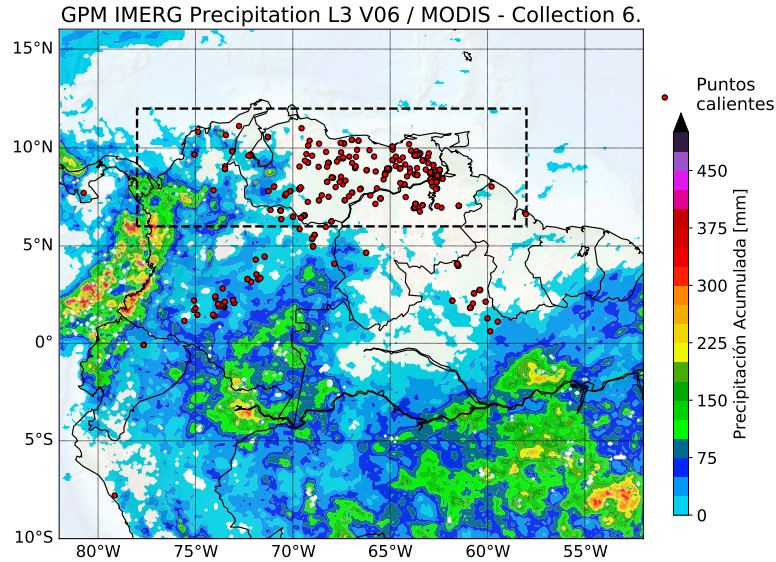 GPM IMERG Precipitation L3 V06 / MODIS - Collection 6.
15°N
10°N
5°N
0°
5°S
10°S
80°W
75°W
70°W
65°W
60°W
55°W
Puntos
calientes
450
375
300
225
150
75
0
Precipitación Acumulada [mm]